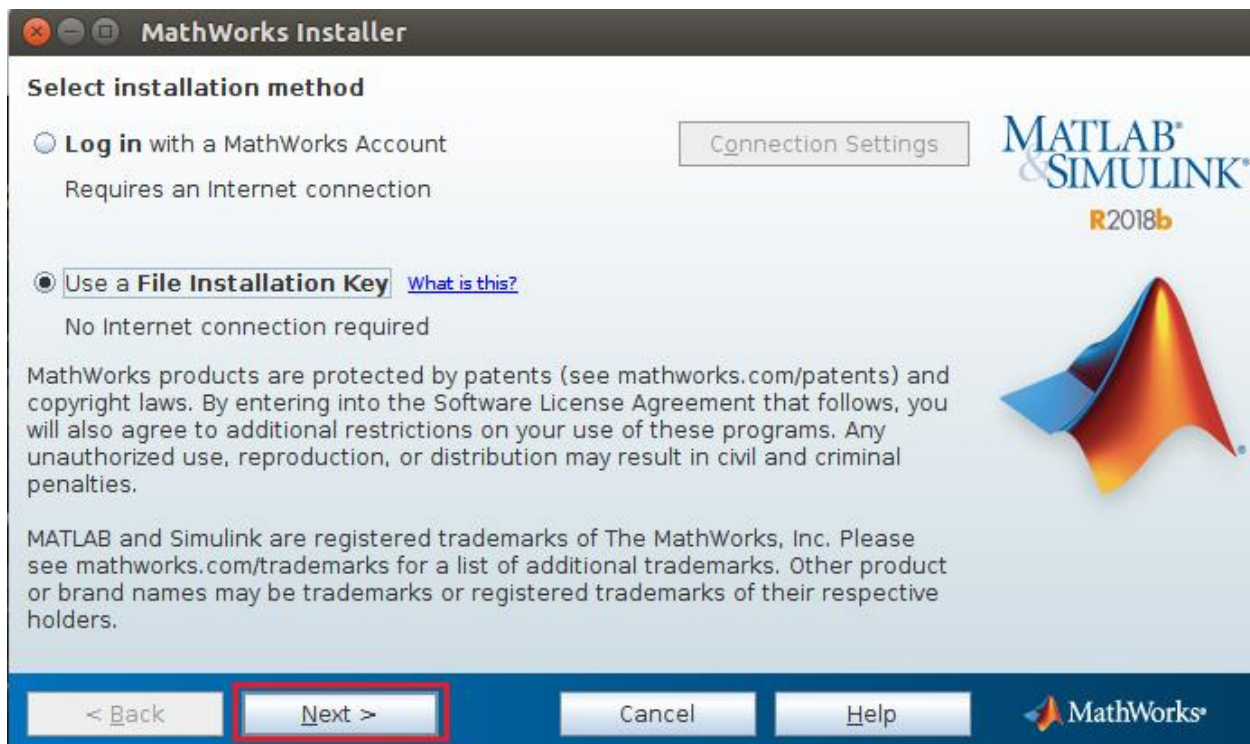 MathWorks Installer
Select installation method
Log in with a MathWorks Account
Connection Settings
Requires an Internet connection
MATLAB®
&SIMULINK®
R2018b
Use a File Installation Key What is this?
No Internet connection required
MathWorks products are protected by patents (see mathworks.com/patents) and
copyright laws. By entering into the Software License Agreement that follows, you
will also agree to additional restrictions on your use of these programs. Any
unauthorized use, reproduction, or distribution may result in civil and criminal
penalties.
MATLAB and Simulink are registered trademarks of The MathWorks, Inc. Please
see mathworks.com/trademarks for a list of additional trademarks. Other product
or brand names may be trademarks or registered trademarks of their respective
holders.
®
< Back Next > Cancel Help MathWorks®